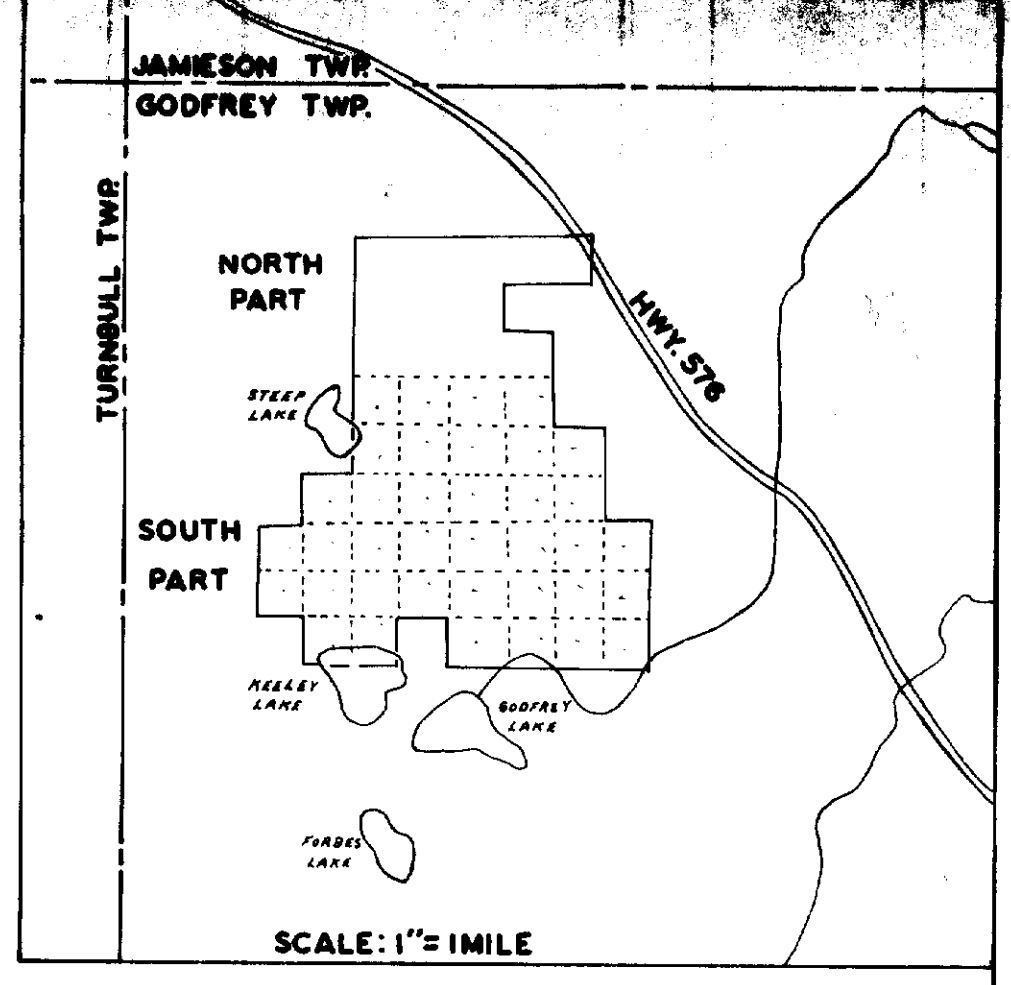 JAMIESON TWP.
GODFREY TWP.
TURNBULL TWP.
NORTH
PART
HWY. 576
STEEP
LAKE
SOUTH
PART
KEELEY
LAKE
GODFREY
LAKE
FORBES
LAKE
SCALE: 1"= 1MILE